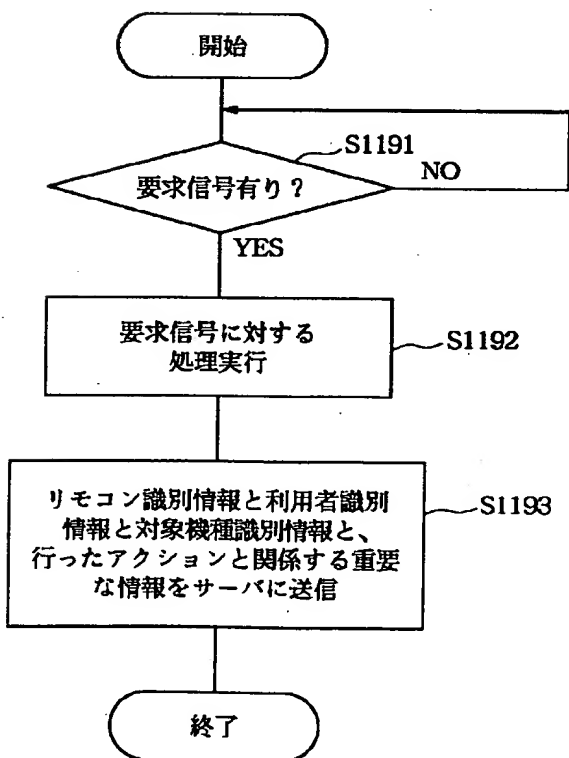 開始
S1191
要求信号有り？
NO
YES
要求信号に対する
処理実行
S1192
リモコン識別情報と利用者識別
情報と対象機種識別情報と、
行ったアクションと関係する重要
な情報をサーバに送信
S1193
終了